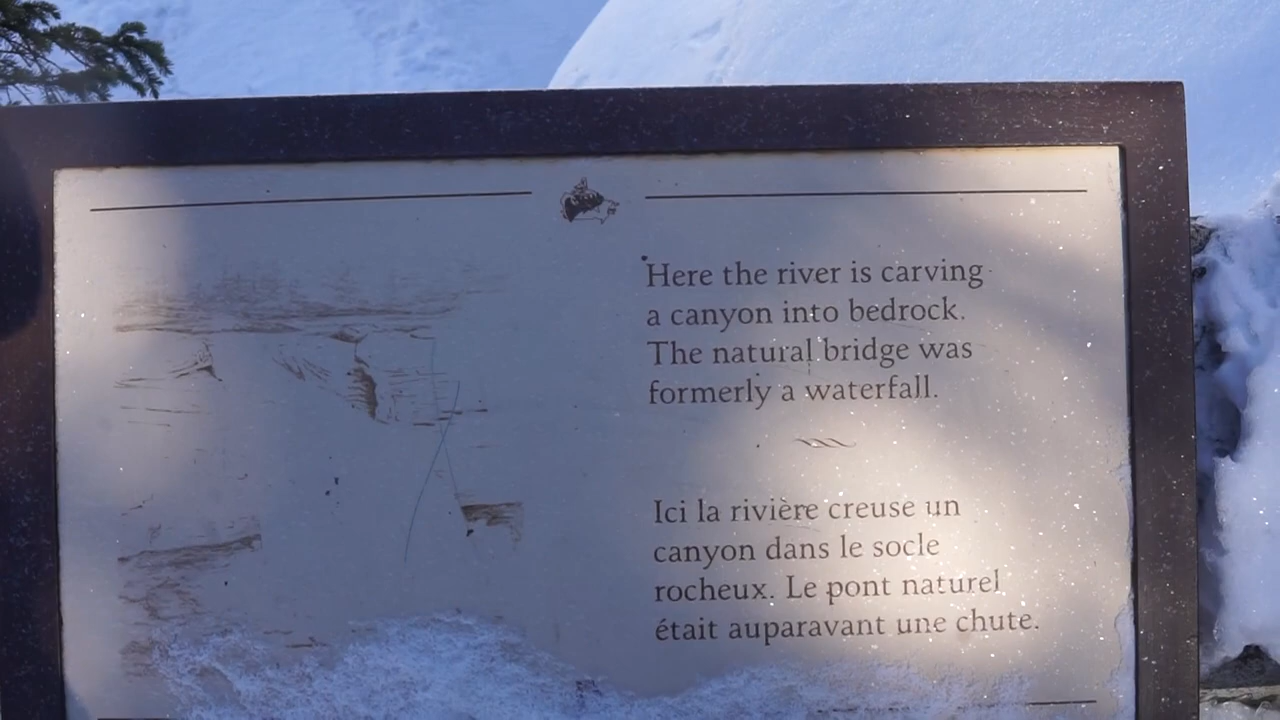 Here the river is carving
a canyon into bedrock.
The natural bridge was
formerly a waterfall.
Ici la rivière creuse un
canyon dans le socle
rocheux. Le pont naturel
était auparavant une chute.